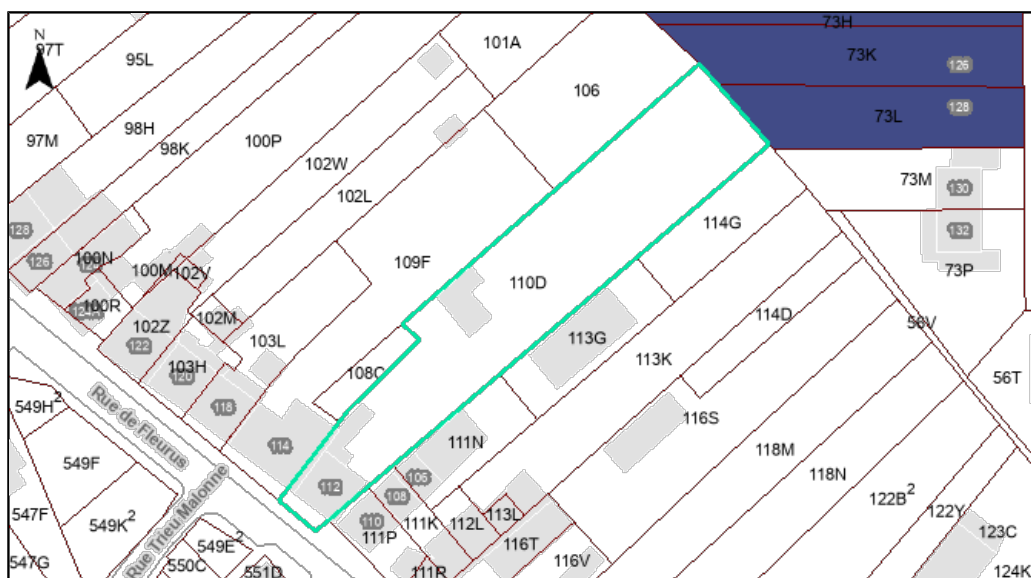 73H
101A
N
97T
95L
73K
126
106
128
73L
98H
97M
98K
100P
102W
73M
130
102L
114G
128
132
100N
126
109F
73P
100M
102V
110D
100R
114D
102Z
102M
56V
122
113G
103L
113K
103H
120
108C
56T
Rue de Fleurus
118
549H²
116S
114
111N
118M
549F
118N
106
112
108
122B²
Rue Trieu Malonne
547F
549K²
110
111K
112L
113L
122Y
111P
123C
549E²
116T
547G
550C
551D
111R
116V
124K